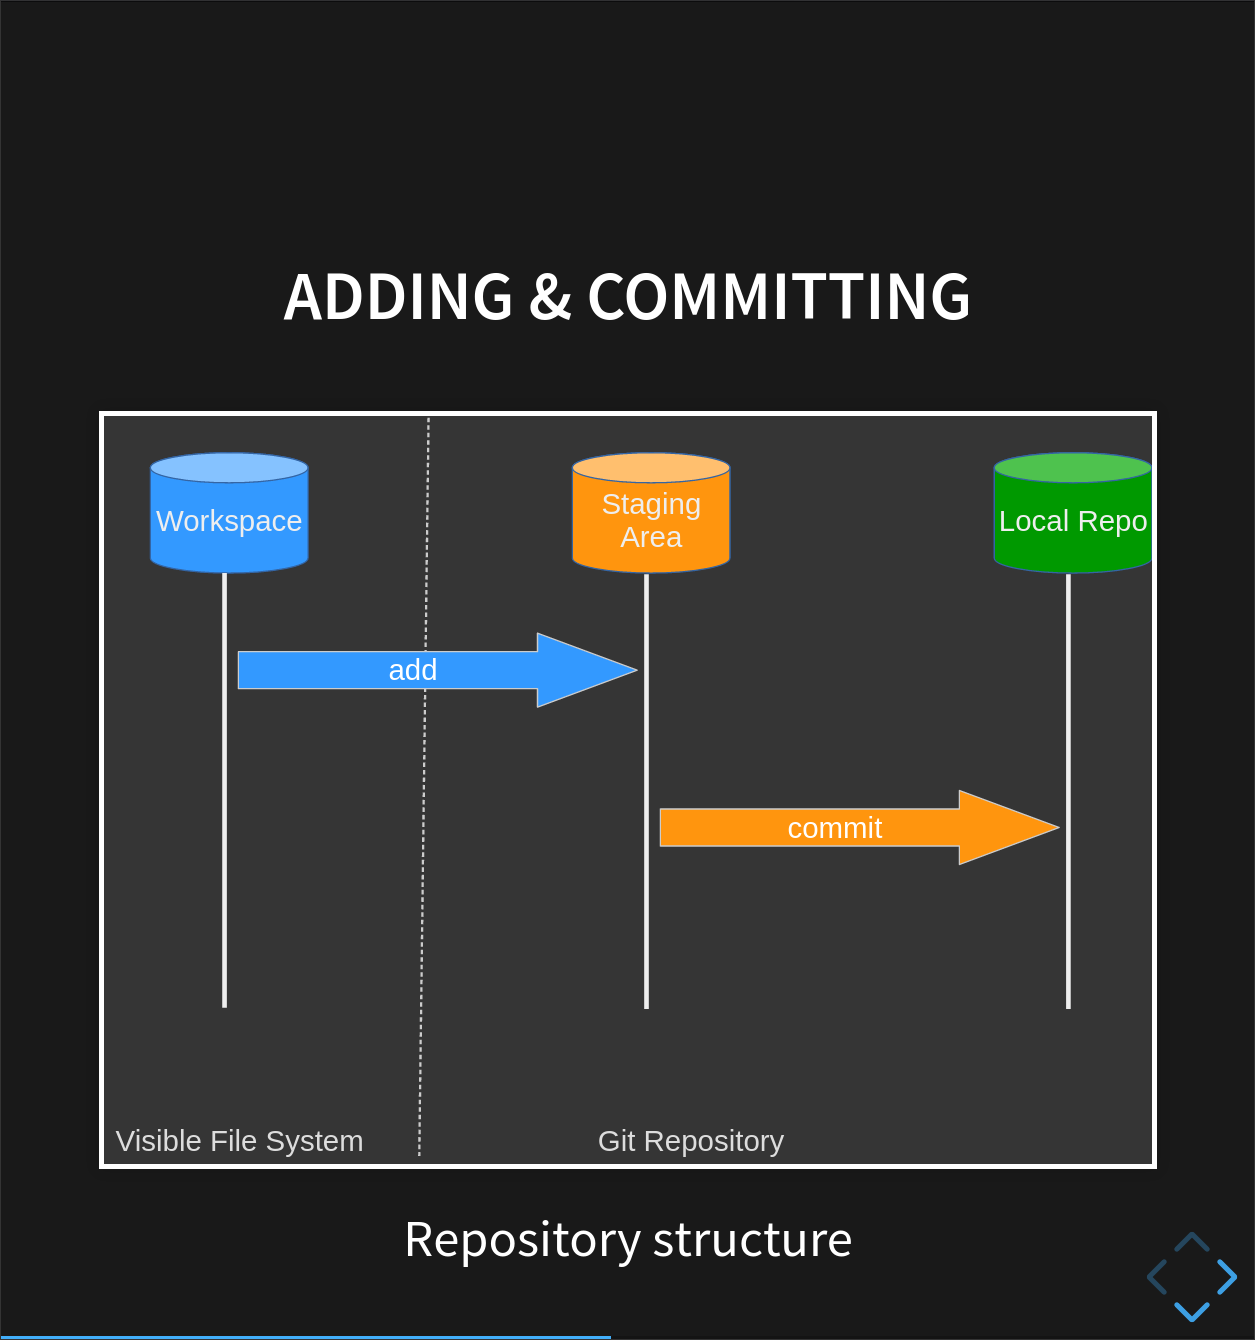 ADDING & COMMITTING
Workspace
Staging
Area
Local Repo
add
commit
Visible File System
Git Repository
Repository structure